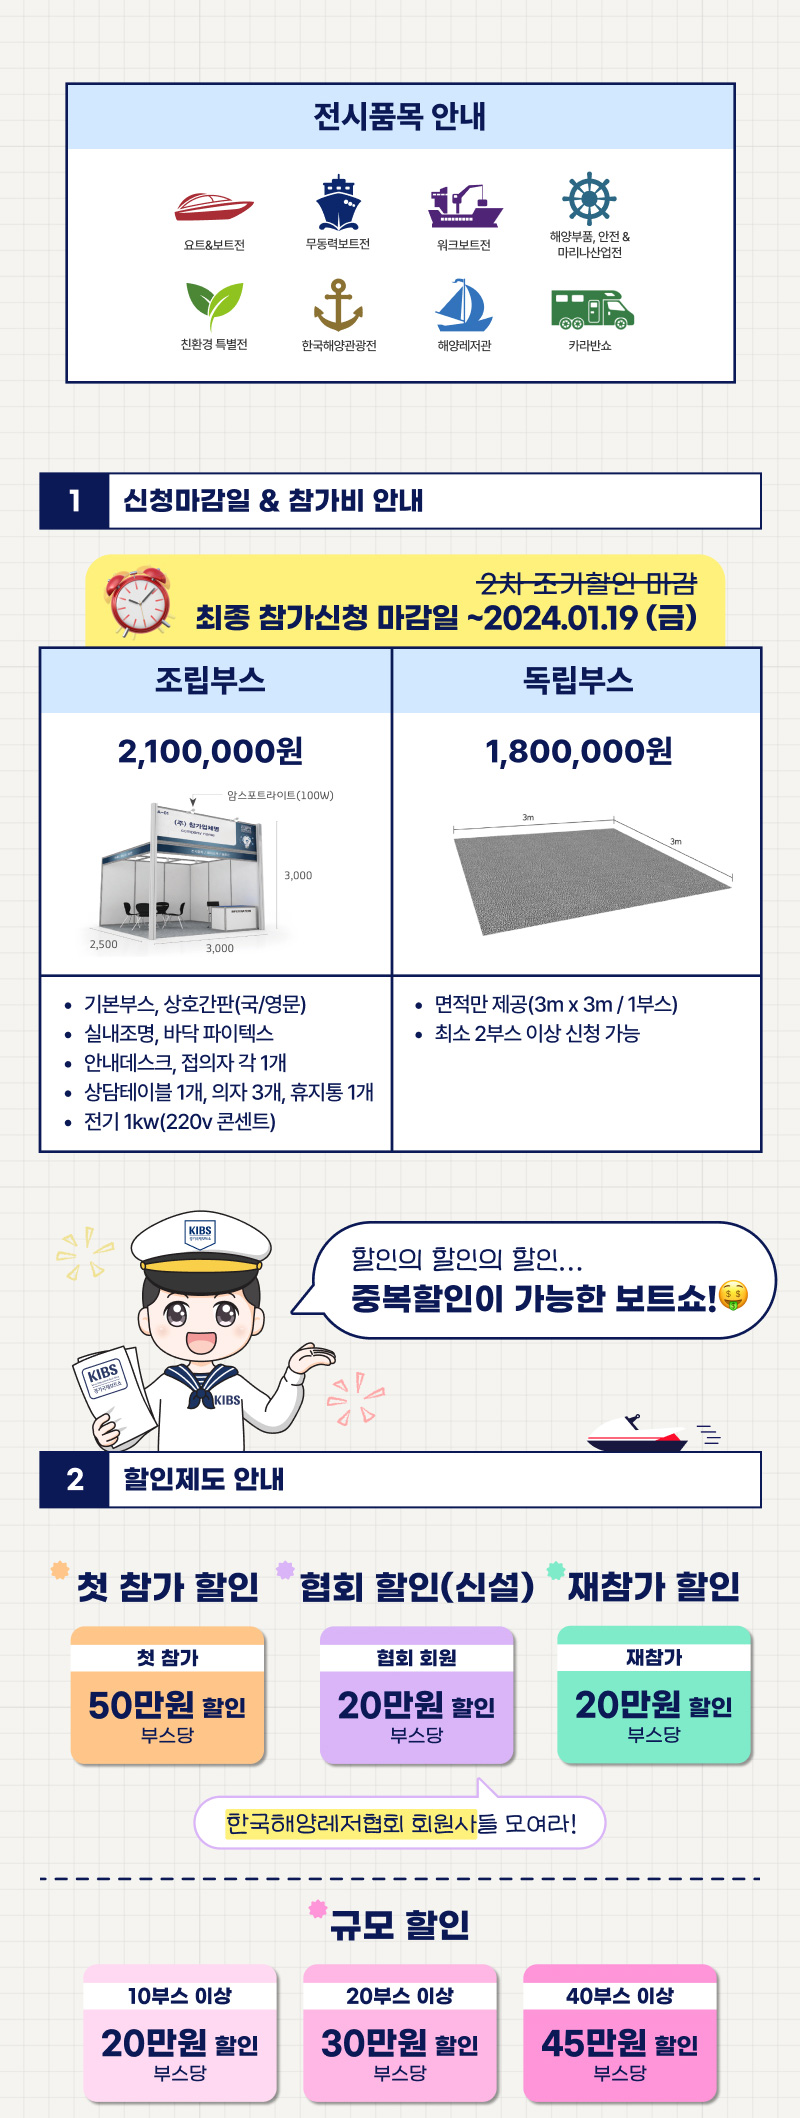 전시품목 안내
요트&보트전
무동력보트전
워크보트전
해양부품, 안전 &
마리나산업전
친환경 특별전
한국해양관광전
해양레저관
카라반쇼
1
신청마감일 & 참가비 안내
2차 조기할인 마감
최종 참가신청 마감일 ~2024.01.19 (금)
조립부스
독립부스
2,100,000원
1,800,000원
암스포트라이트(100W)
(주) 참가업체명
3,000
2,500
3,000
3m
3m
• 기본부스, 상호간판(국/영문)
• 실내조명, 바닥 파이텍스
• 안내데스크, 접의자 각 1개
• 상담테이블 1개, 의자 3개, 휴지통 1개
• 전기 1kw(220v 콘센트)
• 면적만 제공(3m x 3m / 1부스)
• 최소 2부스 이상 신청 가능
KIBS
경기국제보트쇼
할인의 할인의 할인...
중복할인이 가능한 보트쇼!
KIBS
경기국제보트쇼
KIBS
2
할인제도 안내
첫 참가 할인
협회 할인(신설)
재참가 할인
첫 참가
50만원 할인
부스당
협회 회원
20만원 할인
부스당
재참가
20만원 할인
부스당
한국해양레저협회 회원사들 모여라!
규모 할인
10부스 이상
20만원 할인
부스당
20부스 이상
30만원 할인
부스당
40부스 이상
45만원 할인
부스당